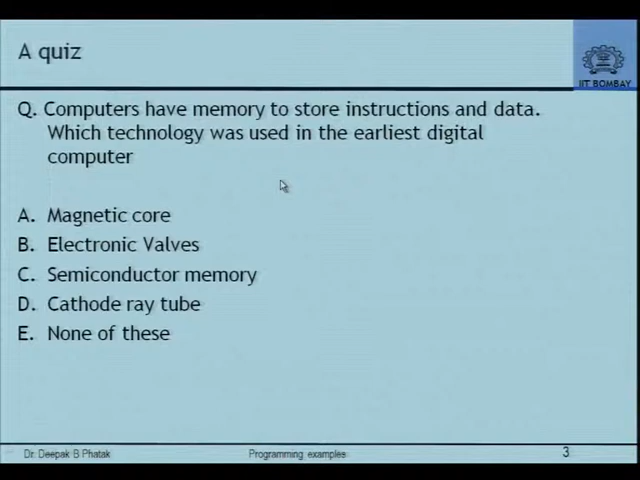 A quiz
IIT BOMBAY
Q. Computers have memory to store instructions and data.
Which technology was used in the earliest digital
computer
A. Magnetic core
B. Electronic Valves
C. Semiconductor memory
D. Cathode ray tube
E. None of these
Dr. Deepak B Phatak
Programming examples
3